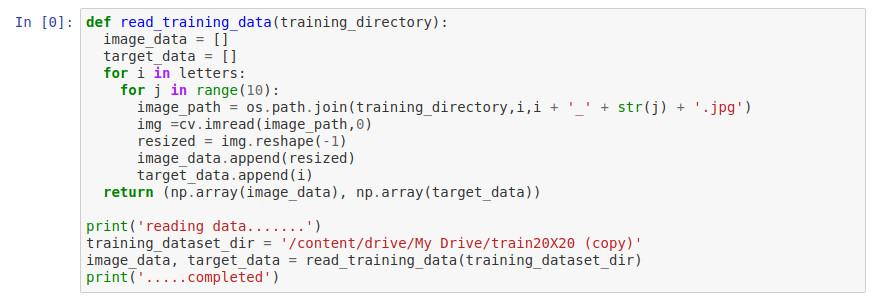 In [0]: def read_training_data(training_directory):
  image_data = []
  target_data = []
  for i in letters:
    for j in range(10):
      image_path = os.path.join(training_directory,i,i + '_' + str(j) + '.jpg')
      img =cv.imread(image_path,0)
      resized = img.reshape(-1)
      image_data.append(resized)
      target_data.append(i)
  return (np.array(image_data), np.array(target_data))

print('reading data.......')
training_dataset_dir = '/content/drive/My Drive/train20X20 (copy)'
image_data, target_data = read_training_data(training_dataset_dir)
print('.....completed')